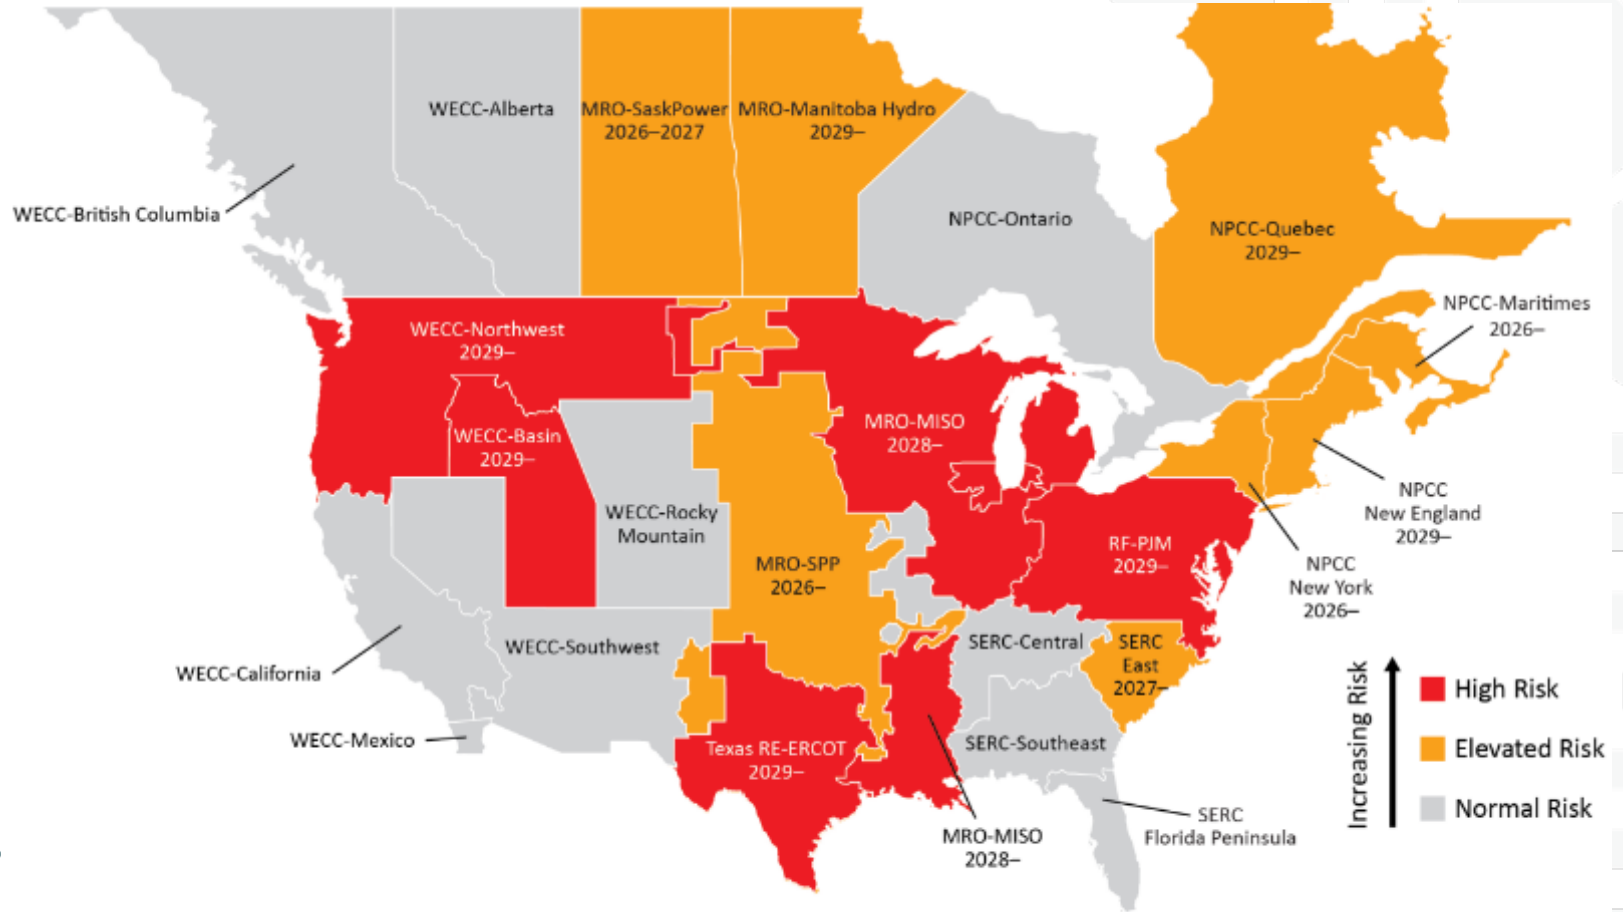 WECC-Alberta
MRO-SaskPower
2026–2027
MRO-Manitoba Hydro
2029–
WECC-British Columbia
NPCC-Ontario
NPCC-Quebec
2029–
NPCC-Maritimes
2026–
WECC-Northwest
2029–
WECC-Basin
2029–
MRO-MISO
2028–
WECC-Rocky
Mountain
MRO-SPP
2026–
RF-PJM
2029–
NPCC
New England
2029–
NPCC
New York
2026–
WECC-Southwest
SERC-Central
SERC
East
2027–
WECC-California
WECC-Mexico
Texas RE-ERCOT
2029–
SERC-Southeast
MRO-MISO
2028–
SERC
Florida Peninsula
Increasing Risk
High Risk
Elevated Risk
Normal Risk